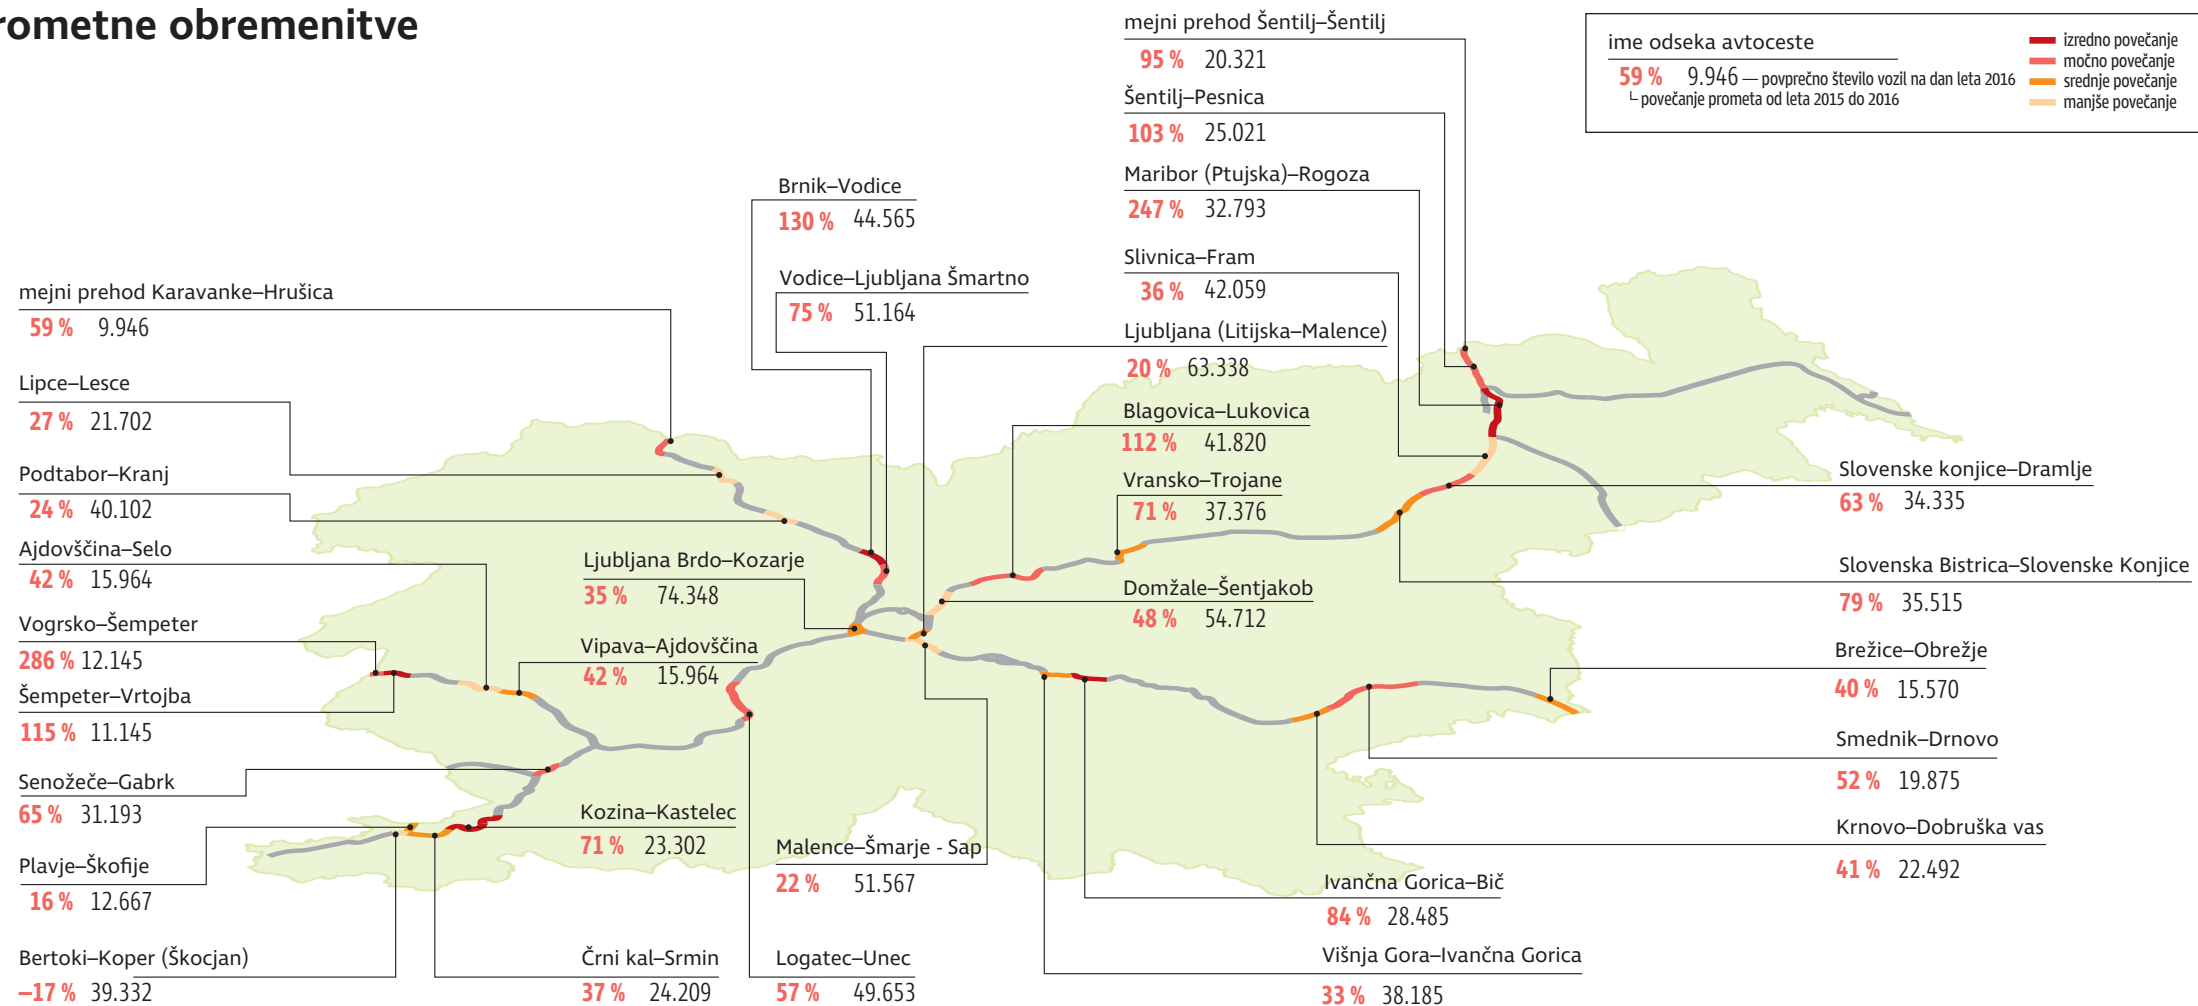 rometne obremenitve
mejni prehod Šentilj–Šentilj
95 % 20.321
Šentilj–Pesnica
103 % 25.021
Maribor (Ptujska)–Rogoza
247 % 32.793
Slivnica–Fram
36 % 42.059
Ljubljana (Litijska–Malence)
20 % 63.338
Blagovica–Lukovica
112 % 41.820
Vransko–Trojane
71 % 37.376
Domžale–Šentjakob
48 % 54.712
ime odseka avtoceste
59 % 9.946 — povprečno število vozil na dan leta 2016
povečanje prometa od leta 2015 do 2016
izredno povečanje
močno povečanje
srednje povečanje
manjše povečanje
Brnik–Vodice
130 % 44.565
Vodice–Ljubljana Šmartno
75 % 51.164
mejni prehod Karavanke–Hrušica
59 % 9.946
Lipce–Lesce
27 % 21.702
Podtabor–Kranj
24 % 40.102
Ajdovščina–Selo
42 % 15.964
Vogrsko–Šempeter
286 % 12.145
Šempeter–Vrtojba
115 % 11.145
Senožeče–Gabrk
65 % 31.193
Plavje–Škofije
16 % 12.667
Bertoki–Koper (Škocjan)
–17 % 39.332
Ljubljana Brdo–Kozarje
35 % 74.348
Vipava–Ajdovščina
42 % 15.964
Kozina–Kastelec
71 % 23.302
Črni kal–Srmin
37 % 24.209
Malence–Šmarje - Sap
22 % 51.567
Logatec–Unec
57 % 49.653
Slovenske konjice–Dramlje
63 % 34.335
Slovenska Bistrica–Slovenske Konjice
79 % 35.515
Brežice–Obrežje
40 % 15.570
Smednik–Drnovo
52 % 19.875
Krnovo–Dobruška vas
41 % 22.492
Ivančna Gorica–Bič
84 % 28.485
Višnja Gora–Ivančna Gorica
33 % 38.185